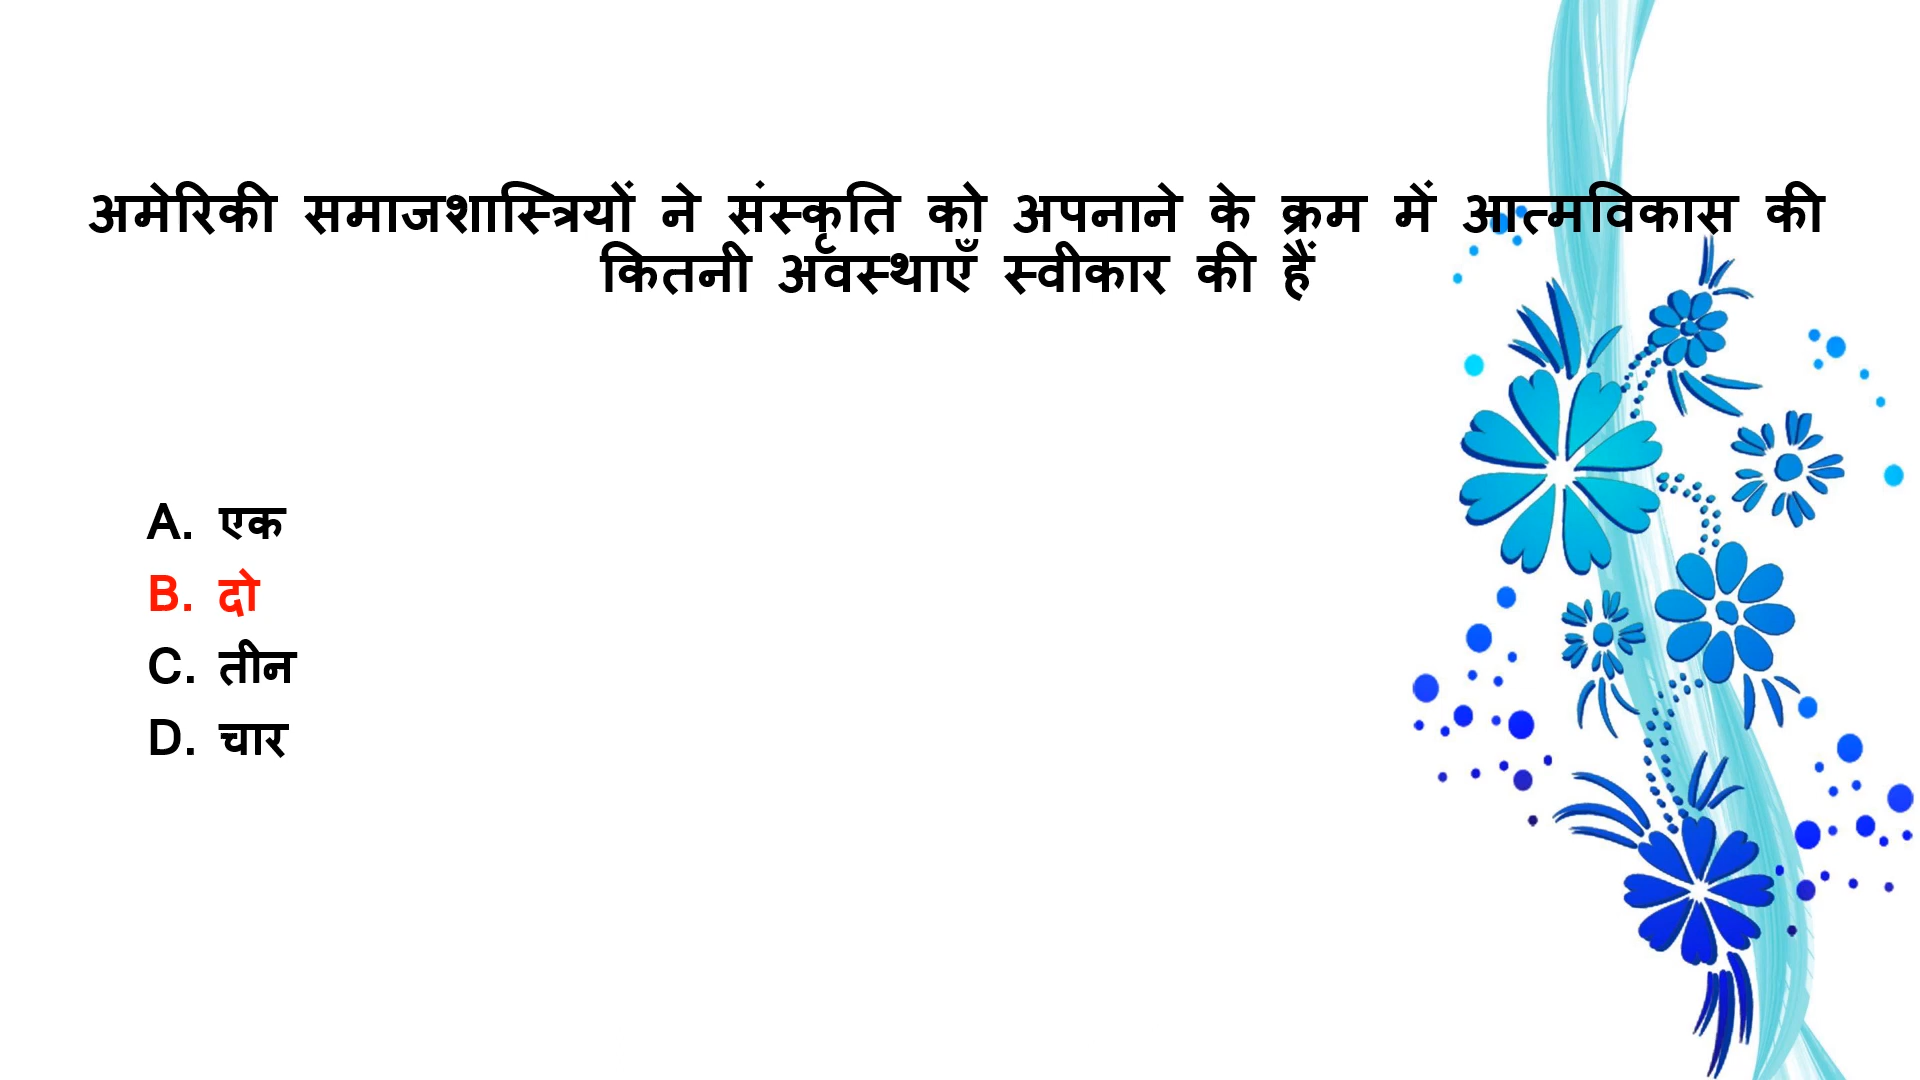 अमेरिकी समाजशास्त्रियों ने संस्कृति को अपनाने के क्रम में आत्मविकास की
कितनी अवस्थाएँ स्वीकार की हैं
A. एक
B. दो
C. तीन
D. चार